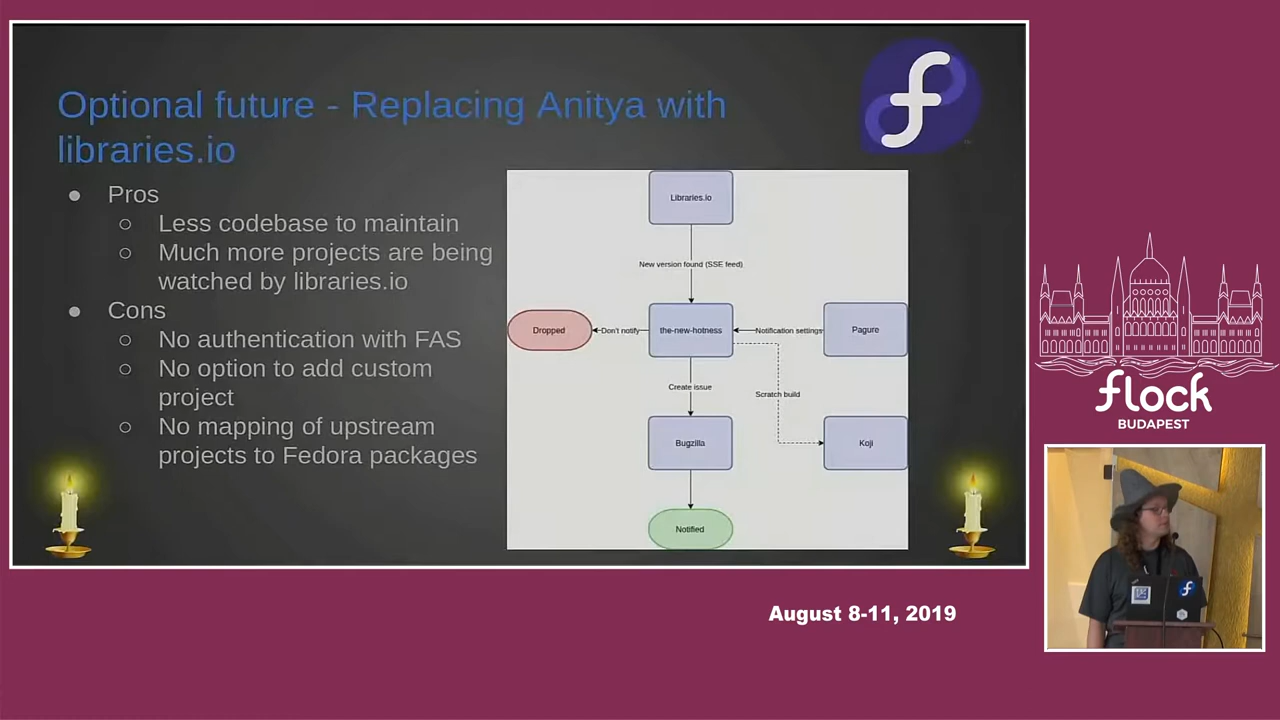 Optional future - Replacing Anitya with
libraries.io
● Pros
○ Less codebase to maintain
○ Much more projects are being
watched by libraries.io
● Cons
○ No authentication with FAS
○ No option to add custom
project
○ No mapping of upstream
projects to Fedora packages
Libraries.io
New version found (SSE feed)
Dropped
Don't notify
the-new-hotness
Notification settings
Pagure
Create issue
Scratch build
Bugzilla
Koji
Notified
flock
BUDAPEST
August 8-11, 2019